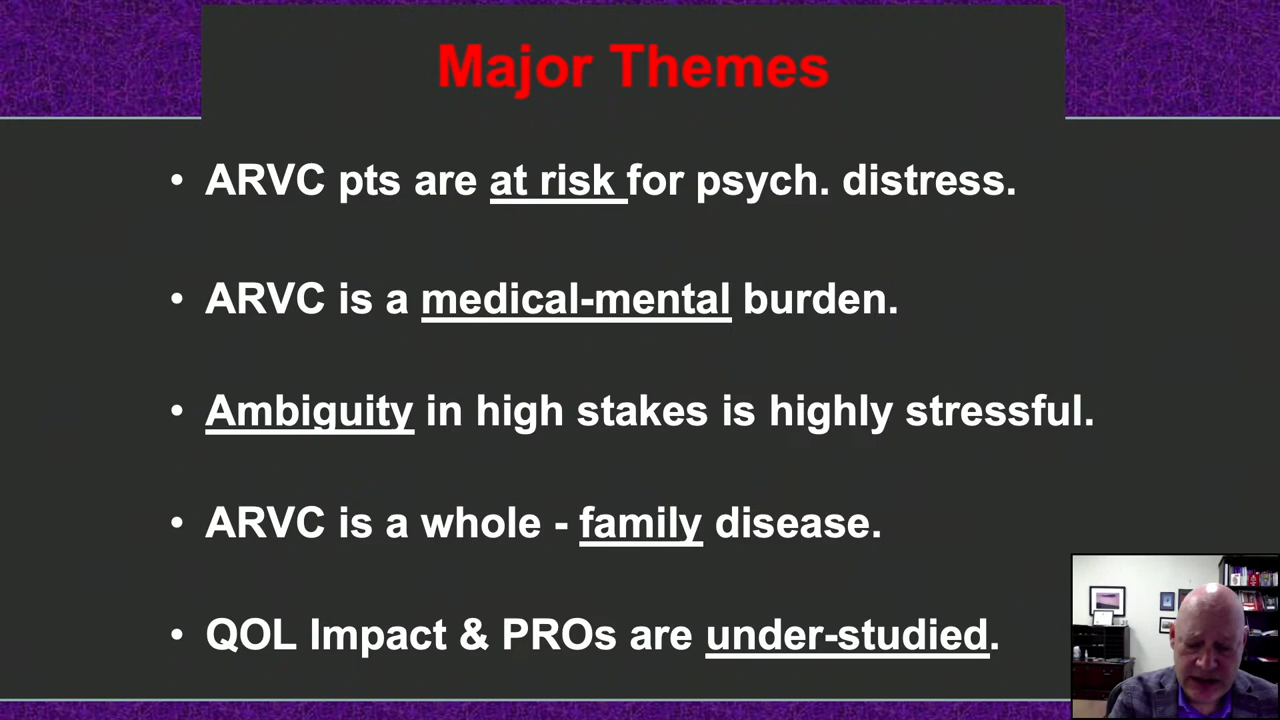 Major Themes
• ARVC pts are at risk for psych. distress.
• ARVC is a medical-mental burden.
• Ambiguity in high stakes is highly stressful.
• ARVC is a whole - family disease.
• QOL Impact & PROs are under-studied.